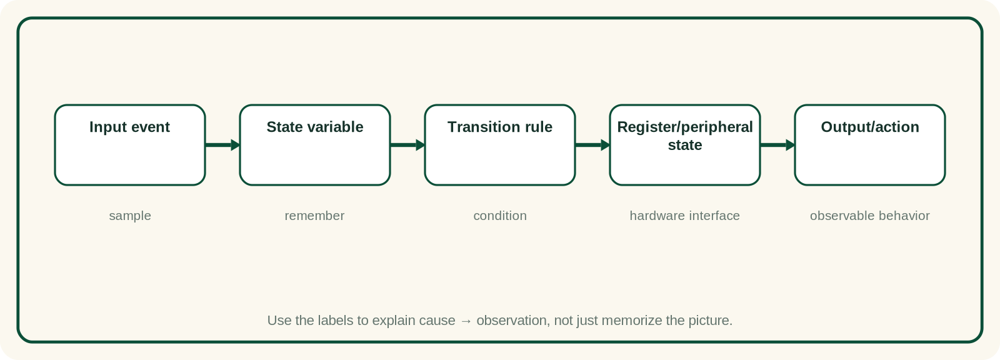 Input event
State variable
Transition rule
Register/peripheral
state
Output/action
sample
remember
condition
hardware interface
observable behavior
Use the labels to explain cause → observation, not just memorize the picture.